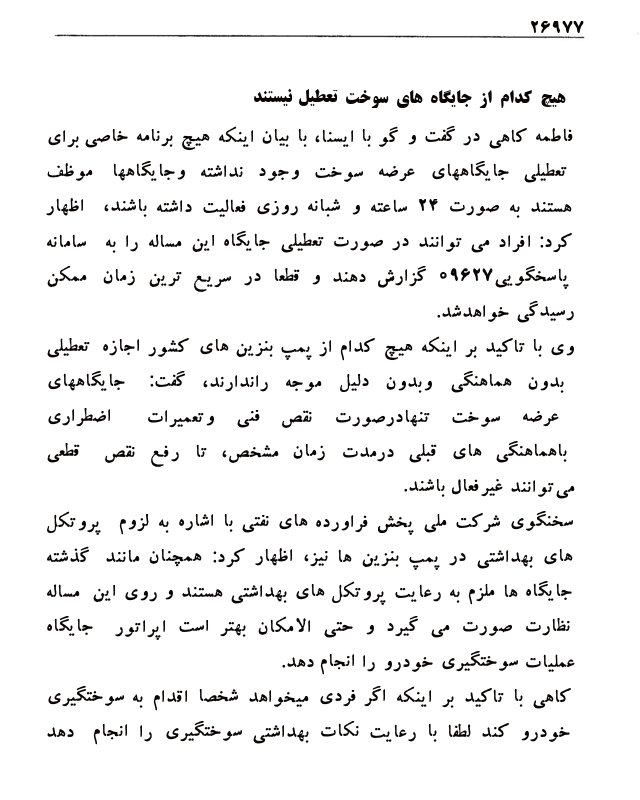 ۲۶۹۷۷
هیچ کدام از جایگاه های سوخت تعطیل نیستند
فاطمه کاهی در گفت و گو با ایسنا، با بیان اینکه هیچ برنامه خاصی برای
تعطیلی جایگاههای عرضه سوخت وجود نداشته وجایگاهها موظف
هستند به صورت ۲۴ ساعته و شبانه روزی فعالیت داشته باشند، اظهار
کرد: افراد می توانند در صورت تعطیلی جایگاه این مساله را به سامانه
پاسخگویی۰۹۶۲۷ گزارش دهند و قطعا در سریع ترین زمان ممکن
رسیدگی خواهدشد.
وی با تاکید بر اینکه هیچ کدام از پمپ بنزین های کشور اجازه تعطیلی
بدون هماهنگی وبدون دلیل موجه راندارند، گفت: جایگاههای
عرضه سوخت تنهادرصورت نقص فنی وتعمیرات اضطراری
باهماهنگی های قبلی درمدت زمان مشخص، تا رفع نقص قطعی
می‌توانند غیرفعال باشند.
سخنگوی شرکت ملی پخش فراورده های نفتی با اشاره به لزوم پروتکل
های بهداشتی در پمپ بنزین ها نیز، اظهار کرد: همچنان مانند گذشته
جایگاه ها ملزم به رعایت پروتکل های بهداشتی هستند و روی این مساله
نظارت صورت می گیرد و حتی الامکان بهتر است اپراتور جایگاه
عملیات سوختگیری خودرو را انجام دهد.
کاهی با تاکید بر اینکه اگر فردی میخواهد شخصا اقدام به سوختگیری
خودرو کند لطفا با رعایت نکات بهداشتی سوختگیری را انجام دهد